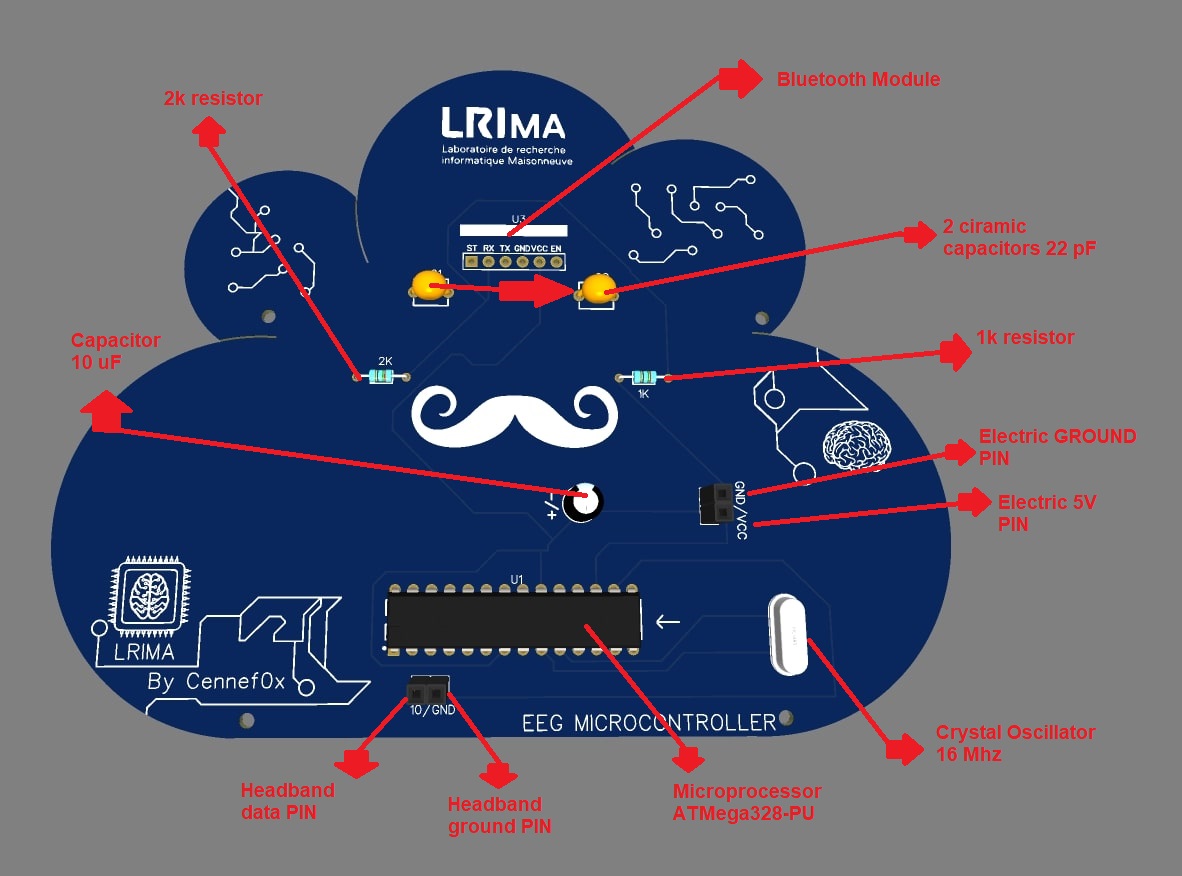 Bluetooth Module
2k resistor
LRIMA
Laboratoire de recherche
informatique Maisonneuve
U3
2 ciramic
capacitors 22 pF
ST RX TX GND VCC EN
Capacitor
10 uF
1k resistor
2K
1K
Electric GROUND
PIN
GND/VCC
+/-
Electric 5V
PIN
U1
LRIMA
By Cennef0x
10/GND
EEG MICROCONTROLLER
Crystal Oscillator
16 Mhz
Headband
data PIN
Headband
ground PIN
Microprocessor
ATMega328-PU